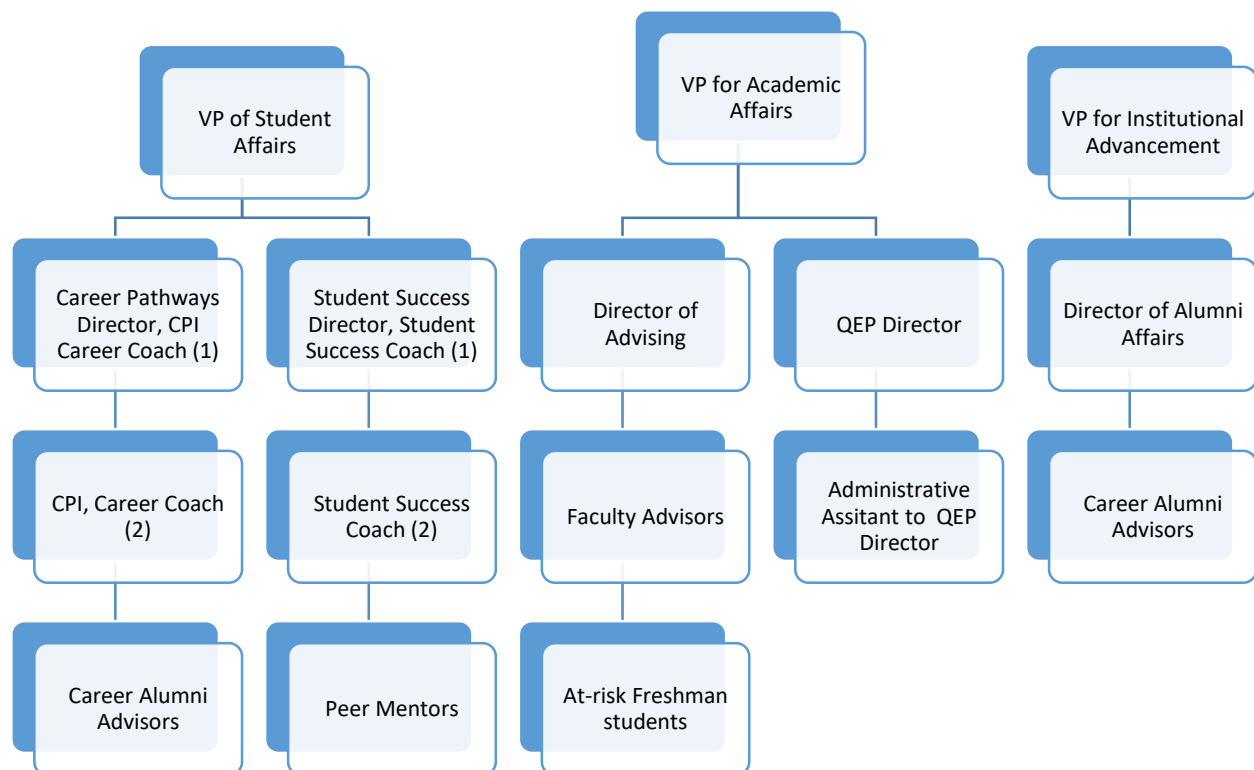 VP of Student
Affairs
VP for Academic
Affairs
VP for Institutional
Advancement
Career Pathways
Director, CPI
Career Coach (1)
Student Success
Director, Student
Success Coach (1)
Director of
Advising
QEP Director
Director of Alumni
Affairs
CPI, Career Coach
(2)
Student Success
Coach (2)
Faculty Advisors
Administrative
Assitant to  QEP
Director
Career Alumni
Advisors
Career Alumni
Advisors
Peer Mentors
At-risk Freshman
students